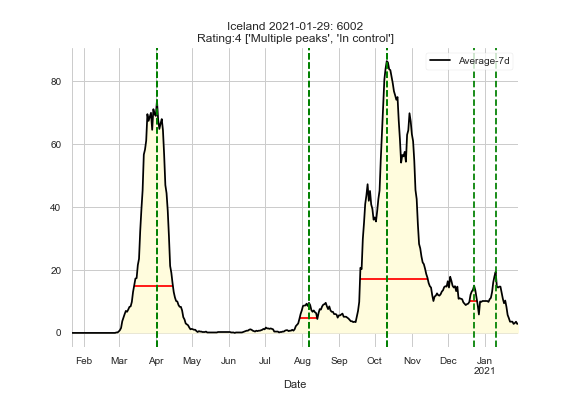 Iceland 2021-01-29: 6002
Rating:4 ['Multiple peaks', 'In control']
Average-7d
80
60
40
20
0
Feb Mar Apr May Jun Jul Aug Sep Oct Nov Dec Jan
2021
Date